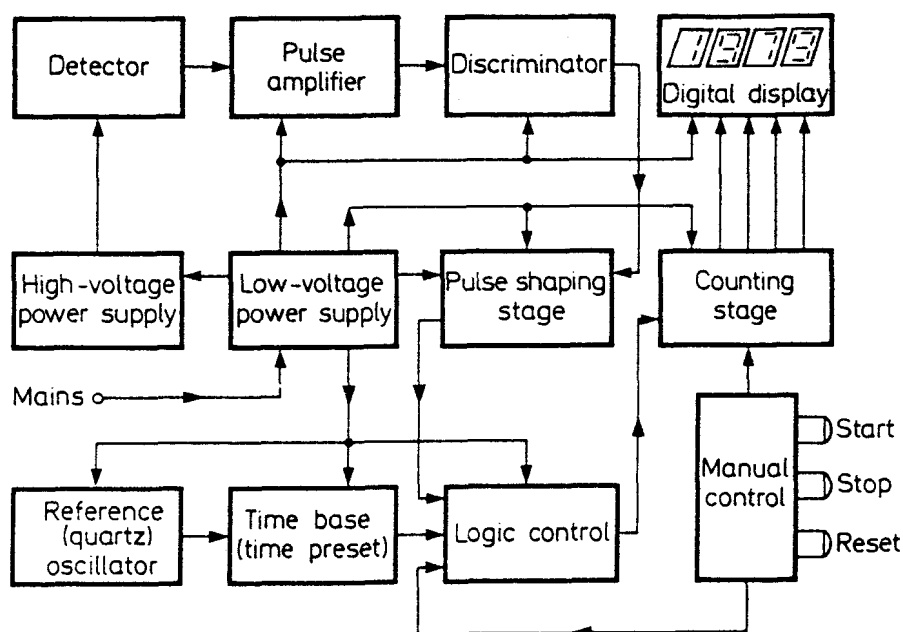 Detector
Pulse
amplifier
Discriminator
1979
Digital display
High-voltage
power supply
Low-voltage
power supply
Pulse shaping
stage
Counting
stage
Mains
Start
Manual
control
Stop
Reset
Reference
(quartz)
oscillator
Time base
(time preset)
Logic control